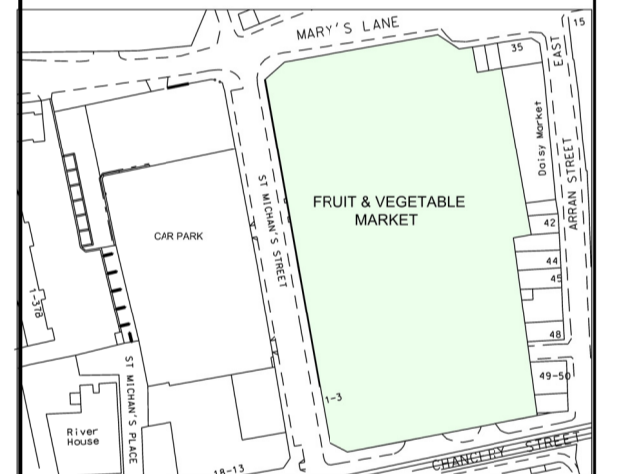 MARY'S LANE
15
35
EAST
Daisy Market
ARRAN STREET
ST MICHAN'S STREET
FRUIT & VEGETABLE
MARKET
CAR PARK
42
44
45
1-37B
48
ST MICHAN'S PLACE
49-50
1-3
River
House
18-13
CHANCERY STREET